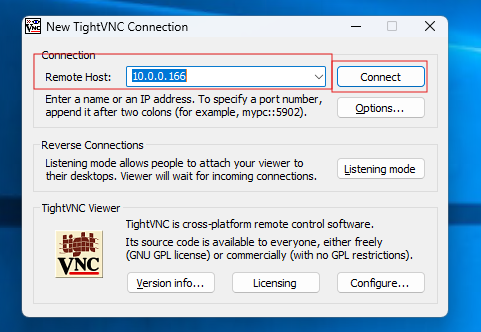 New TightVNC Connection
Connection
Remote Host: 10.0.0.166
Connect
Enter a name or an IP address. To specify a port number,
append it after two colons (for example, mypc::5902).
Options...
Reverse Connections
Listening mode allows people to attach your viewer to
their desktops. Viewer will wait for incoming connections.
Listening mode
TightVNC Viewer
TightVNC is cross-platform remote control software.
Its source code is available to everyone, either freely
(GNU GPL license) or commercially (with no GPL restrictions).
tight
VNC
Version info...
Licensing
Configure...